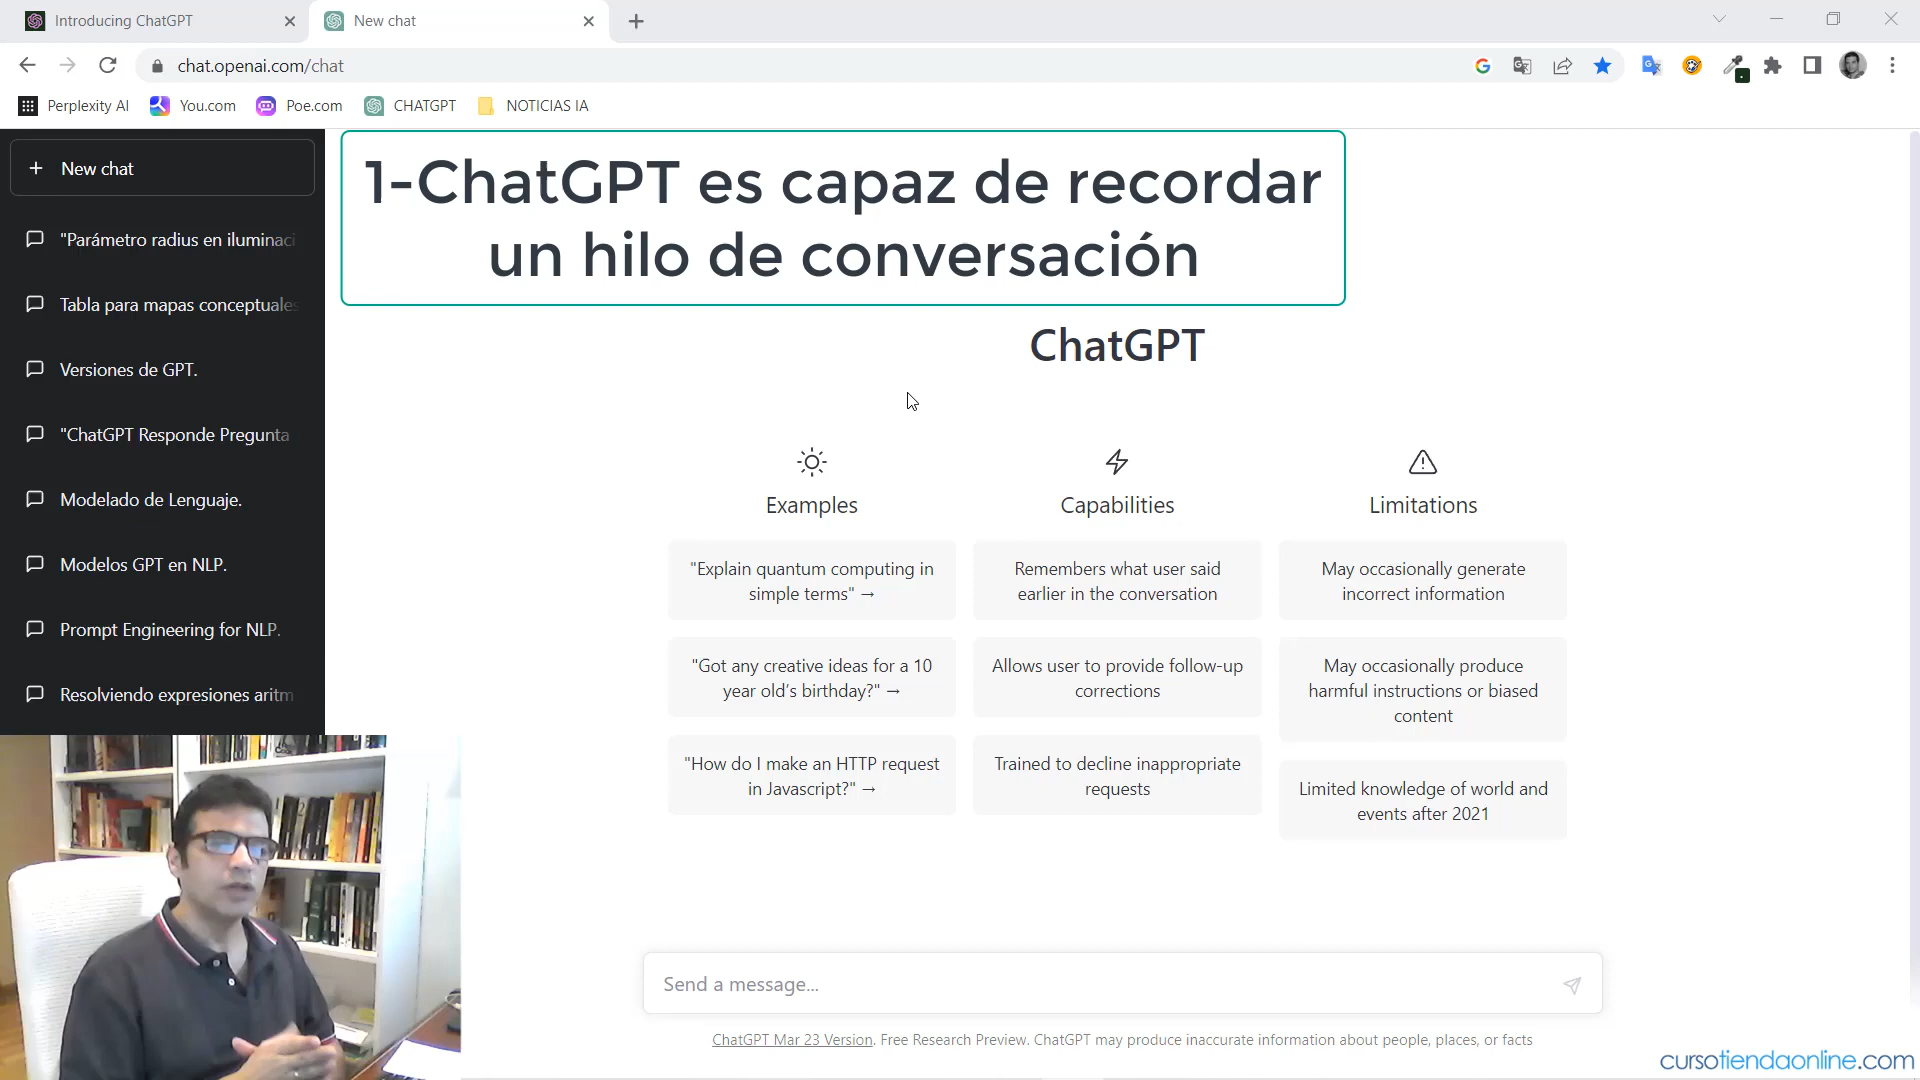 Introducing ChatGPT
New chat
chat.openai.com/chat
Perplexity AI
You.com
Poe.com
CHATGPT
NOTICIAS IA
New chat
"Parámetro radius en iluminaci
Tabla para mapas conceptuales
Versiones de GPT.
"ChatGPT Responde Pregunta
Modelado de Lenguaje.
Modelos GPT en NLP.
Prompt Engineering for NLP.
Resolviendo expresiones aritm
1-ChatGPT es capaz de recordar
un hilo de conversación
ChatGPT
Examples
"Explain quantum computing in
simple terms" →
"Got any creative ideas for a 10
year old's birthday?" →
"How do I make an HTTP request
in Javascript?" →
Capabilities
Remembers what user said
earlier in the conversation
Allows user to provide follow-up
corrections
Trained to decline inappropriate
requests
Limitations
May occasionally generate
incorrect information
May occasionally produce
harmful instructions or biased
content
Limited knowledge of world and
events after 2021
Send a message...
ChatGPT Mar 23 Version. Free Research Preview. ChatGPT may produce inaccurate information about people, places, or facts
cursotiendaonline.com